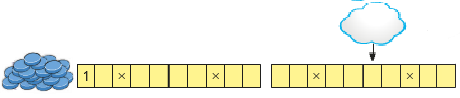 1 × × × ×